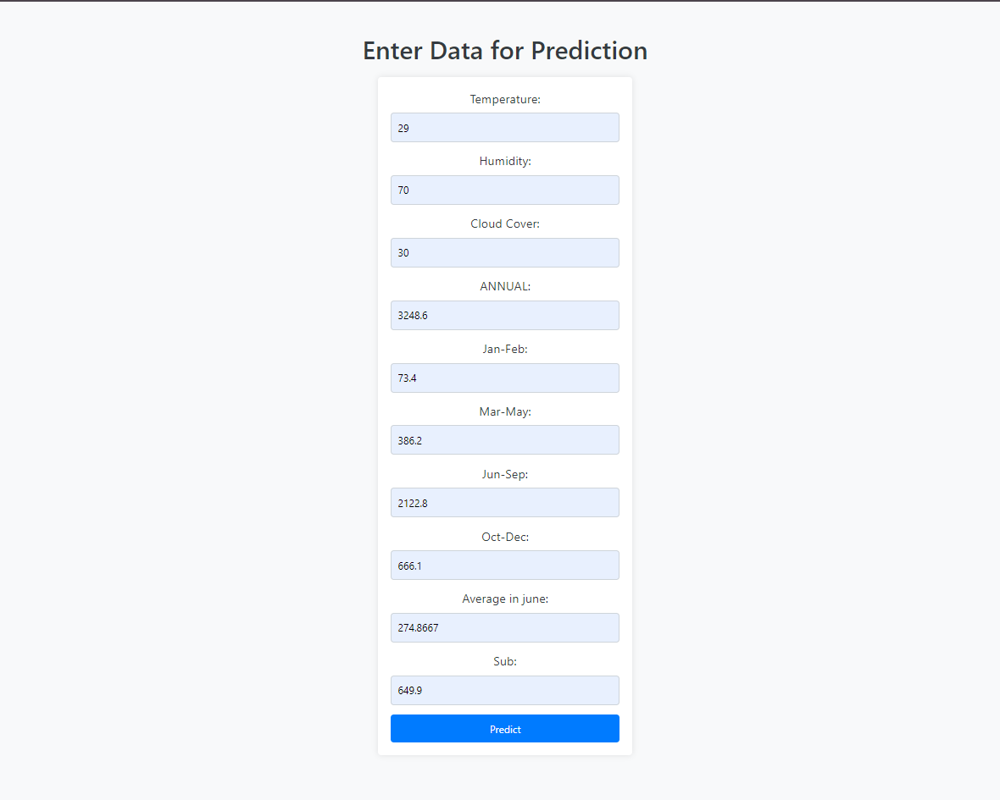 Enter Data for Prediction
Temperature:
29
Humidity:
70
Cloud Cover:
30
ANNUAL:
3248.6
Jan-Feb:
73.4
Mar-May:
386.2
Jun-Sep:
2122.8
Oct-Dec:
666.1
Average in june:
274.8667
Sub:
649.9
Predict